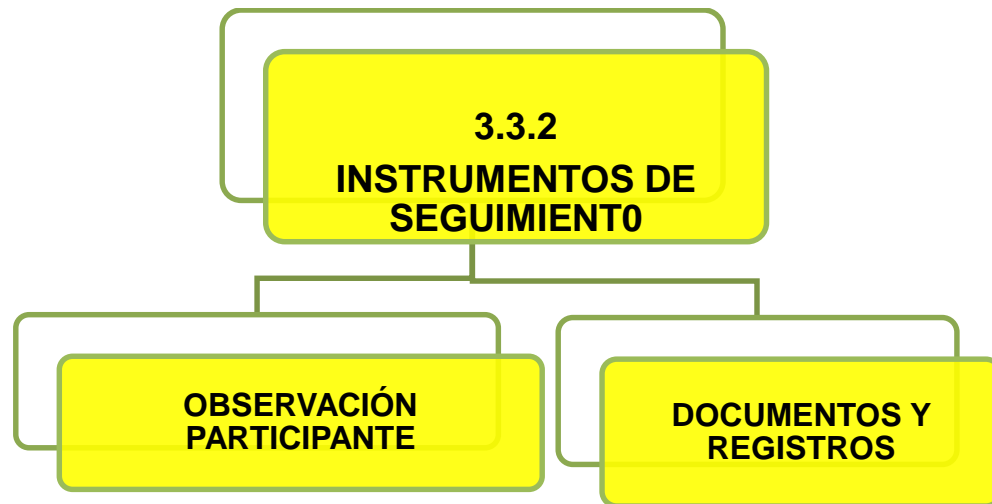 3.3.2
INSTRUMENTOS DE
SEGUIMIENT0
OBSERVACIÓN
PARTICIPANTE
DOCUMENTOS Y
REGISTROS